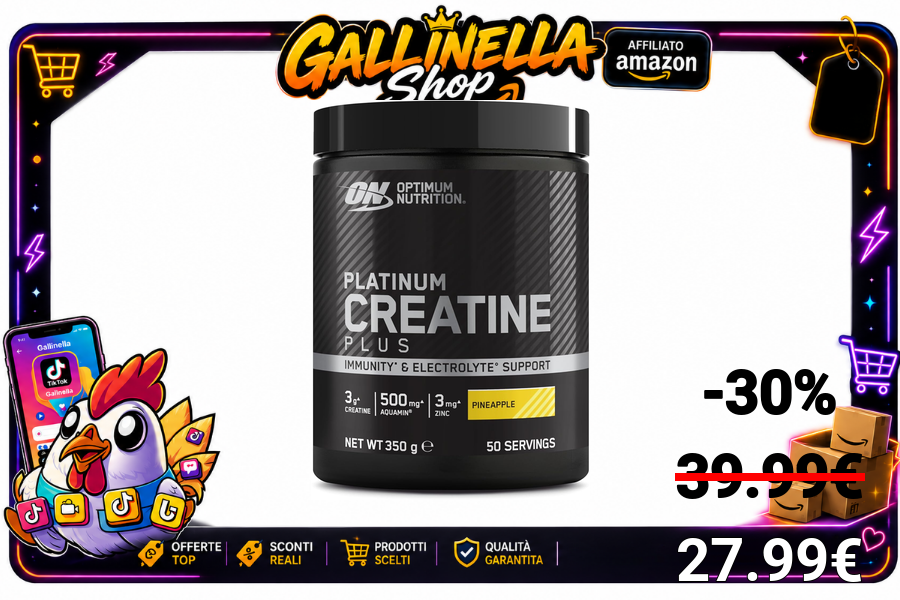 GALLINELLA
Shop
AFFILIATO
amazon
ON OPTIMUM
NUTRITION.
PLATINUM
CREATINE
PLUS
IMMUNITY* & ELECTROLYTE° SUPPORT
3g^ CREATINE
500mg^ AQUAMIN®
3mg^ ZINC
PINEAPPLE
NET WT 350 g ℮
50 SERVINGS
Gallinella
TikTok
Gallinella
-30%
39.99€
27.99€
OFFERTE
TOP
SCONTI
REALI
PRODOTTI
SCELTI
QUALITÀ
GARANTITA